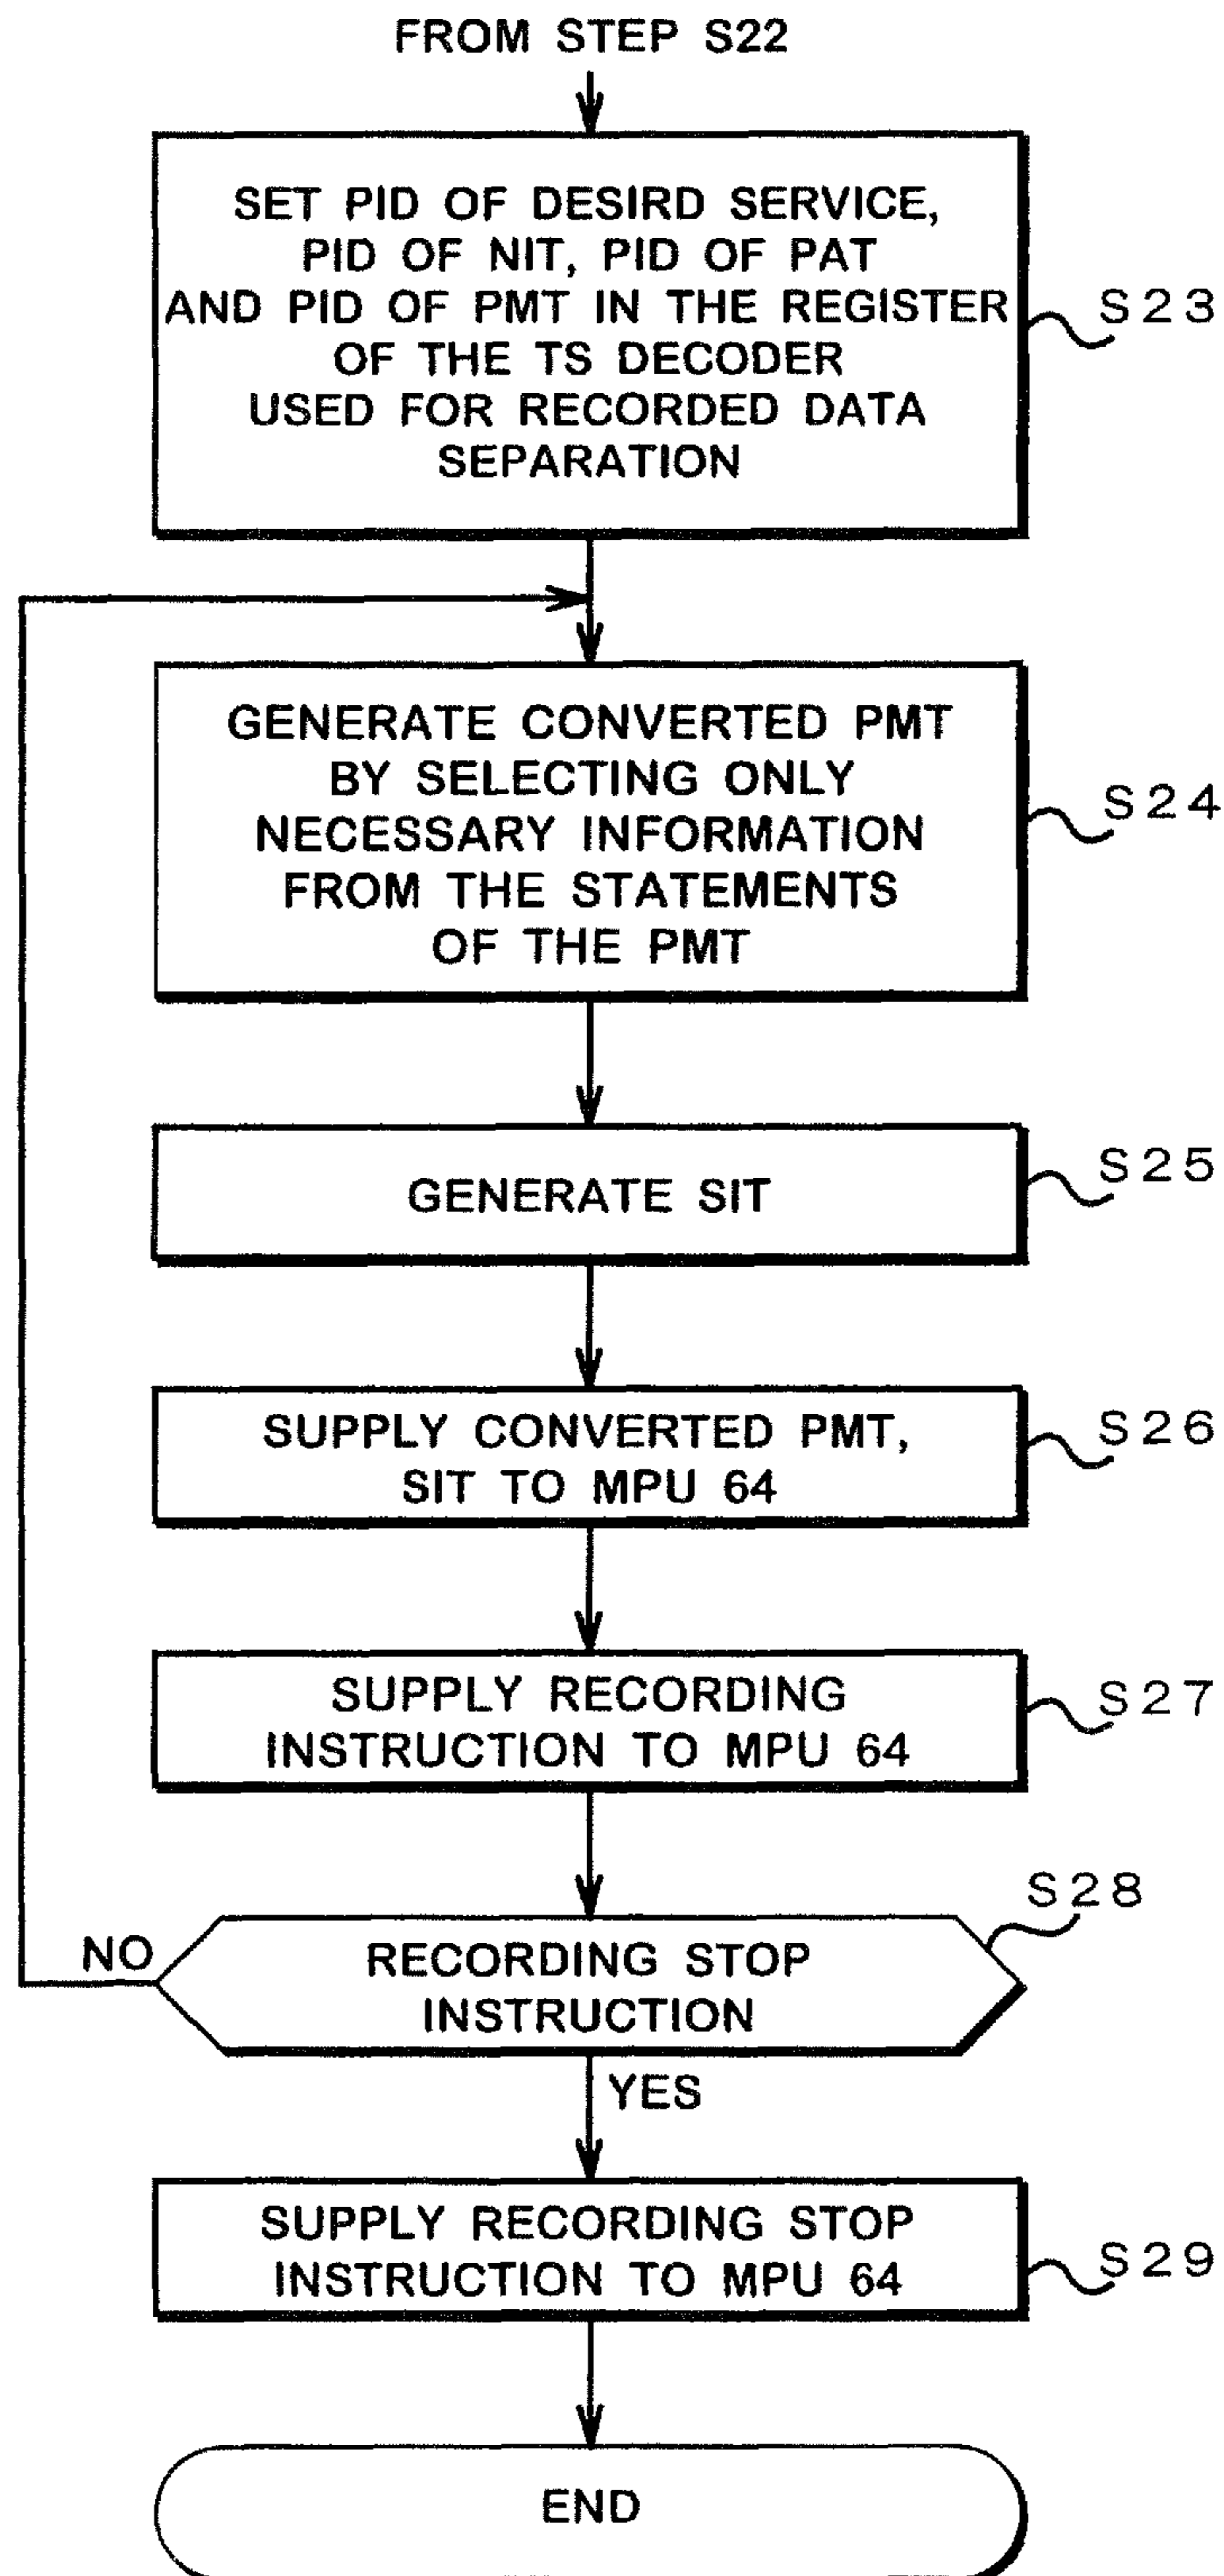 FROM STEP S22
SET PID OF DESIRD SERVICE,
PID OF NIT, PID OF PAT
AND PID OF PMT IN THE REGISTER
OF THE TS DECODER
USED FOR RECORDED DATA
SEPARATION
S23
GENERATE CONVERTED PMT
BY SELECTING ONLY
NECESSARY INFORMATION
FROM THE STATEMENTS
OF THE PMT
S24
GENERATE SIT
S25
SUPPLY CONVERTED PMT,
SIT TO MPU 64
S26
SUPPLY RECORDING
INSTRUCTION TO MPU 64
S27
S28
NO
RECORDING STOP
INSTRUCTION
YES
SUPPLY RECORDING STOP
INSTRUCTION TO MPU 64
S29
END